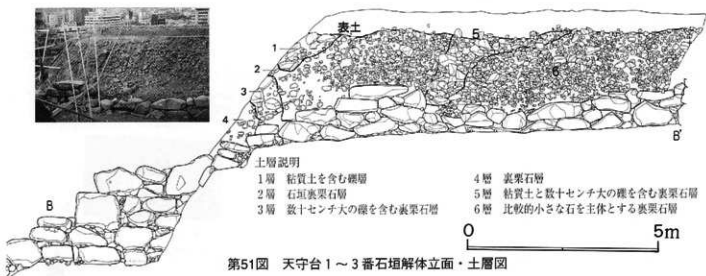 表土
1
5
2
6
3
4
B'
B
土層説明
1層 粘質土を含む礫層
2層 石垣裏栗石層
3層 数十センチ大の礫を含む裏栗石層
4層 裏栗石層
5層 粘質土と数十センチ大の礫を含む裏栗石層
6層 比較的小さな石を主体とする裏栗石層
0 5m
第51図 天守台1～3番石垣解体立面・土層図